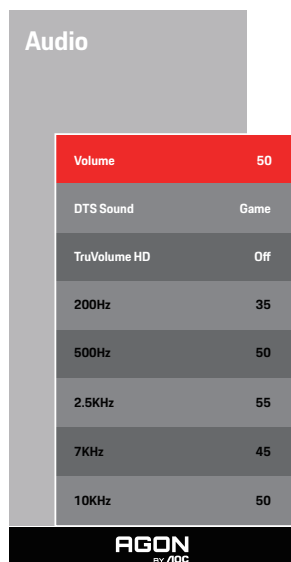 Audio
Volume 50
DTS Sound Game
TruVolume HD Off
200Hz 35
500Hz 50
2.5KHz 55
7KHz 45
10KHz 50
AGON
BY AOC